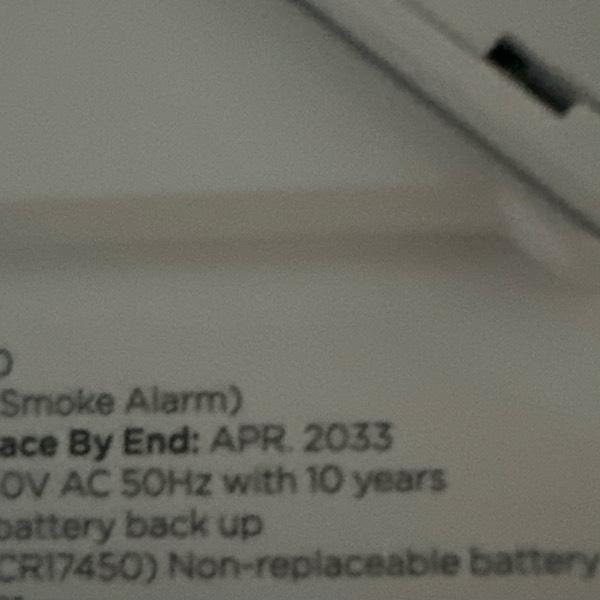 Smoke Alarm)
ace By End: APR. 2033
0V AC 50Hz with 10 years
battery back up
CR17450) Non-replaceable battery